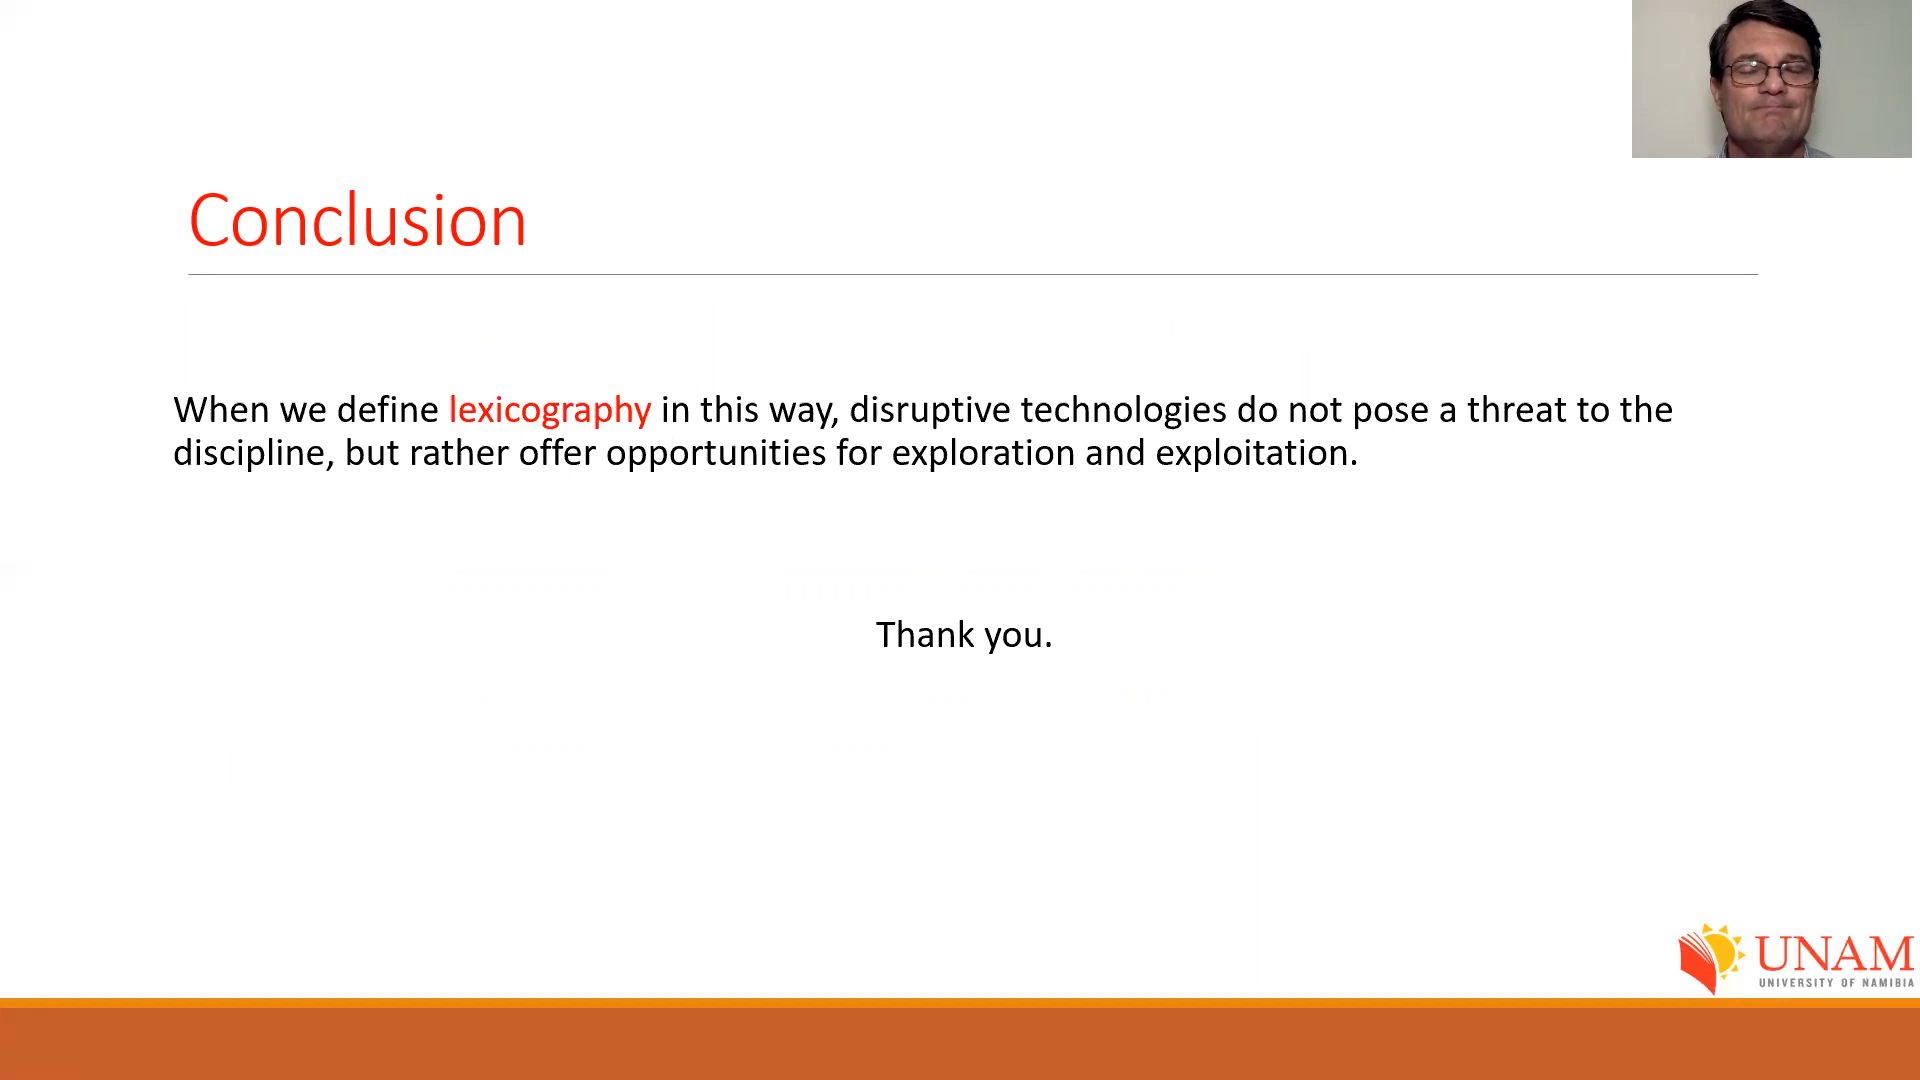 Conclusion
When we define lexicography in this way, disruptive technologies do not pose a threat to the
discipline, but rather offer opportunities for exploration and exploitation.
Thank you.
UNAM
UNIVERSITY OF NAMIBIA